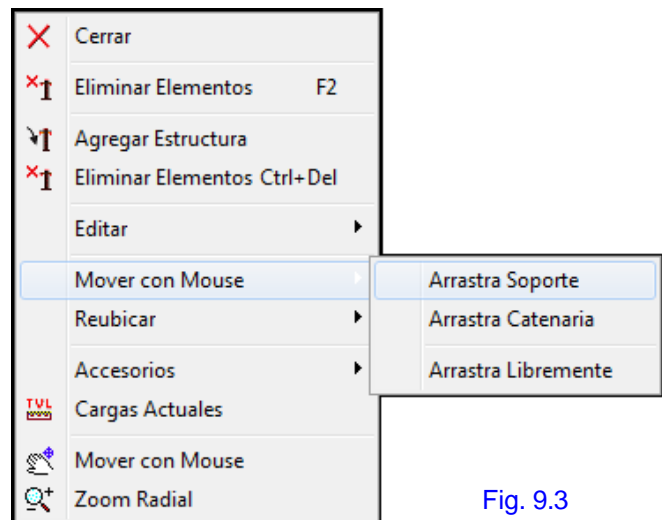 Cerrar
Eliminar Elementos F2
Agregar Estructura
Eliminar Elementos Ctrl+Del
Editar
Mover con Mouse
Arrastra Soporte
Reubicar
Arrastra Catenaria
Accesorios
Arrastra Libremente
TVL
Cargas Actuales
Mover con Mouse
Zoom Radial
Fig. 9.3